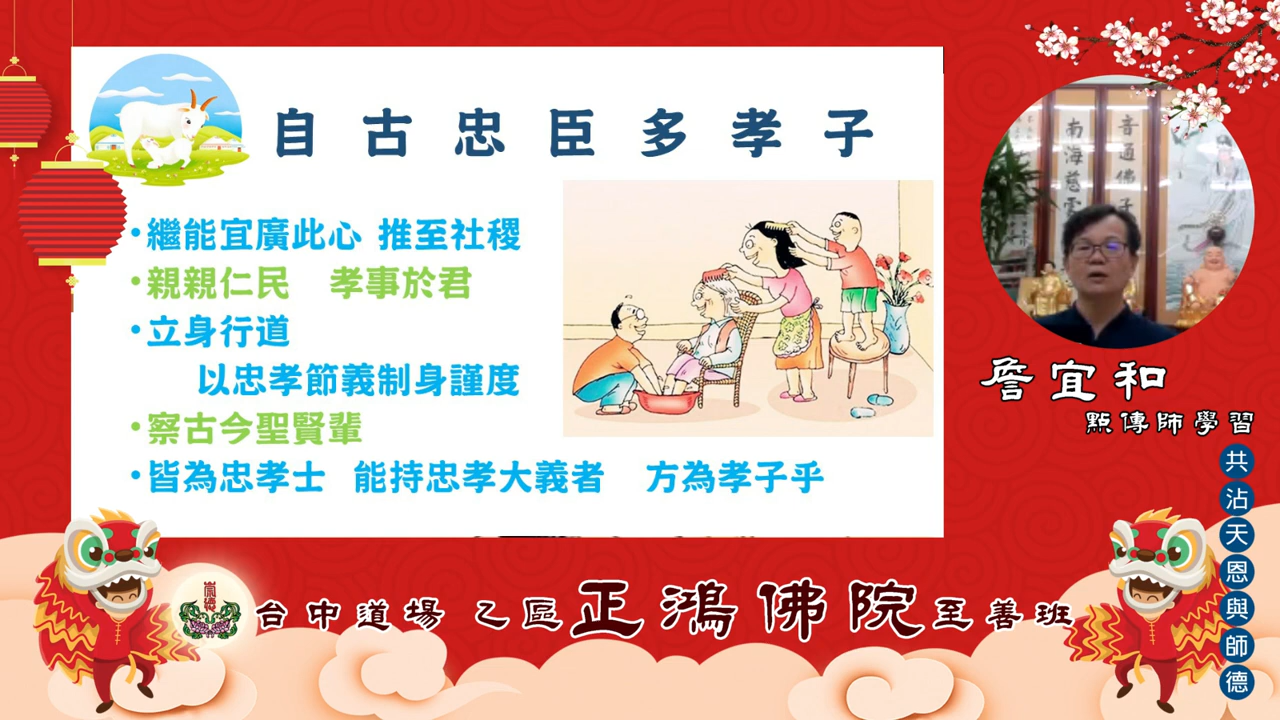 自古忠臣多孝子
•繼能宜廣此心 推至社稷
•親親仁民 孝事於君
•立身行道
以忠孝節義制身謹度
•察古今聖賢輩
•皆為忠孝士 能持忠孝大義者 方為孝子乎
音通佛子
南海慈雲
詹宜和
點傳師學習
共沾天恩與師德
崇德
台中道場 乙區正鴻佛院至善班